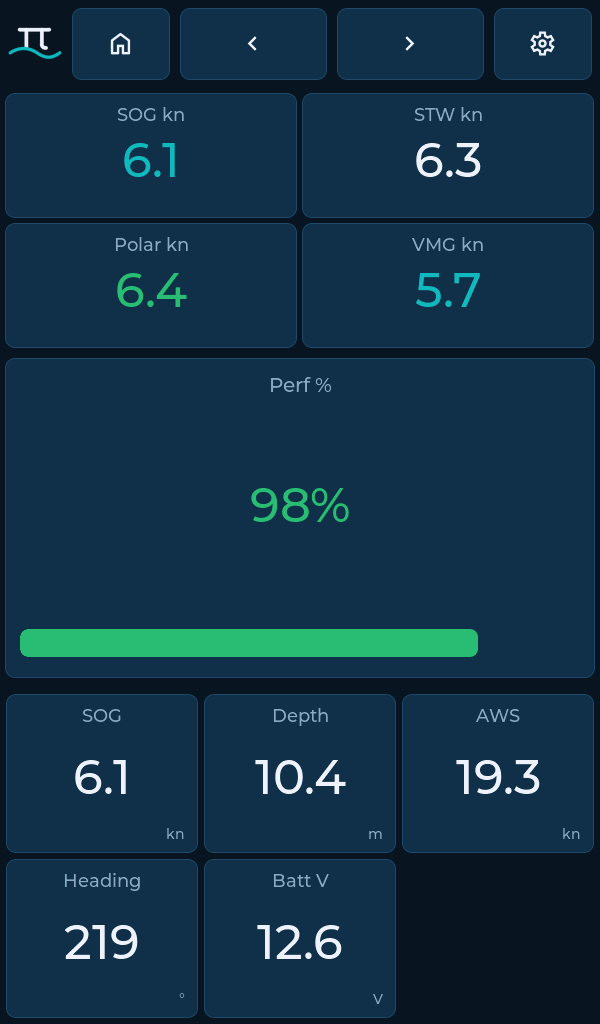 SOG kn
6.1
STW kn
6.3
Polar kn
6.4
VMG kn
5.7
Perf %
98%
SOG
6.1
kn
Depth
10.4
m
AWS
19.3
kn
Heading
219
°
Batt V
12.6
V